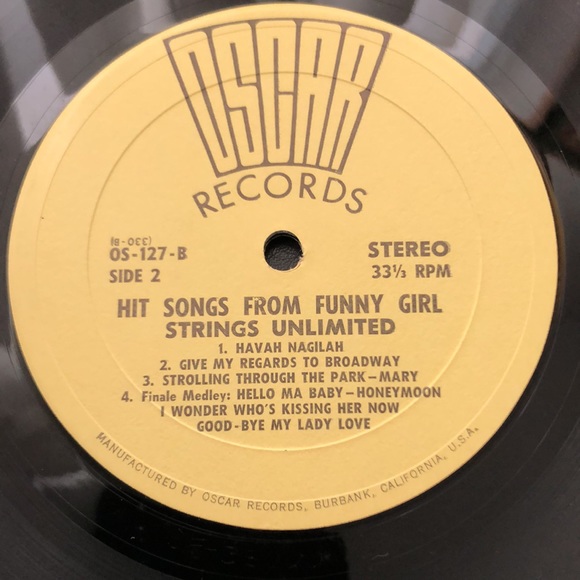 OSCAR
RECORDS
OS-127-B
SIDE 2
STEREO
33⅓ RPM
HIT SONGS FROM FUNNY GIRL
STRINGS UNLIMITED
1. HAVAH NAGILAH
2. GIVE MY REGARDS TO BROADWAY
3. STROLLING THROUGH THE PARK—MARY
4. Finale Medley: HELLO MA BABY—HONEYMOON
I WONDER WHO'S KISSING HER NOW
GOOD-BYE MY LADY LOVE
MANUFACTURED BY OSCAR RECORDS, BURBANK, CALIFORNIA, U.S.A.